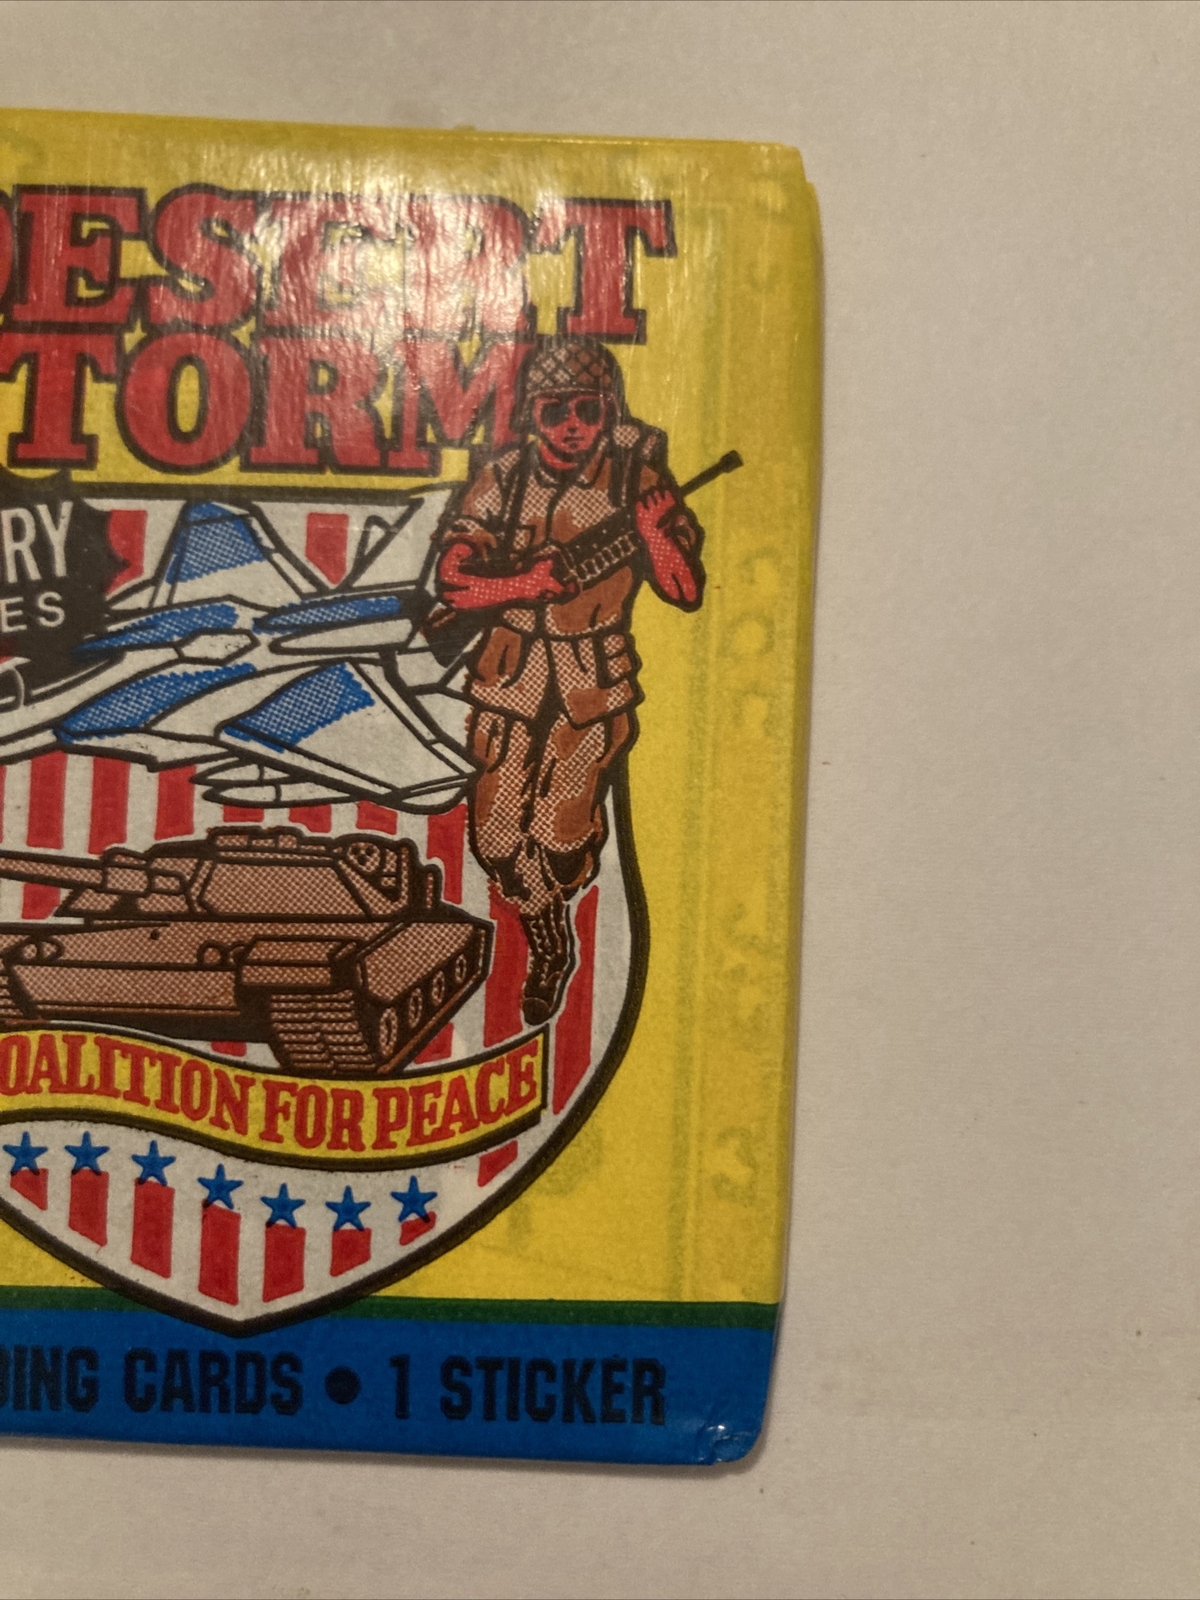 DESERT
TORM
RY
ES
OALITION FOR PEACE
DING CARDS • 1 STICKER